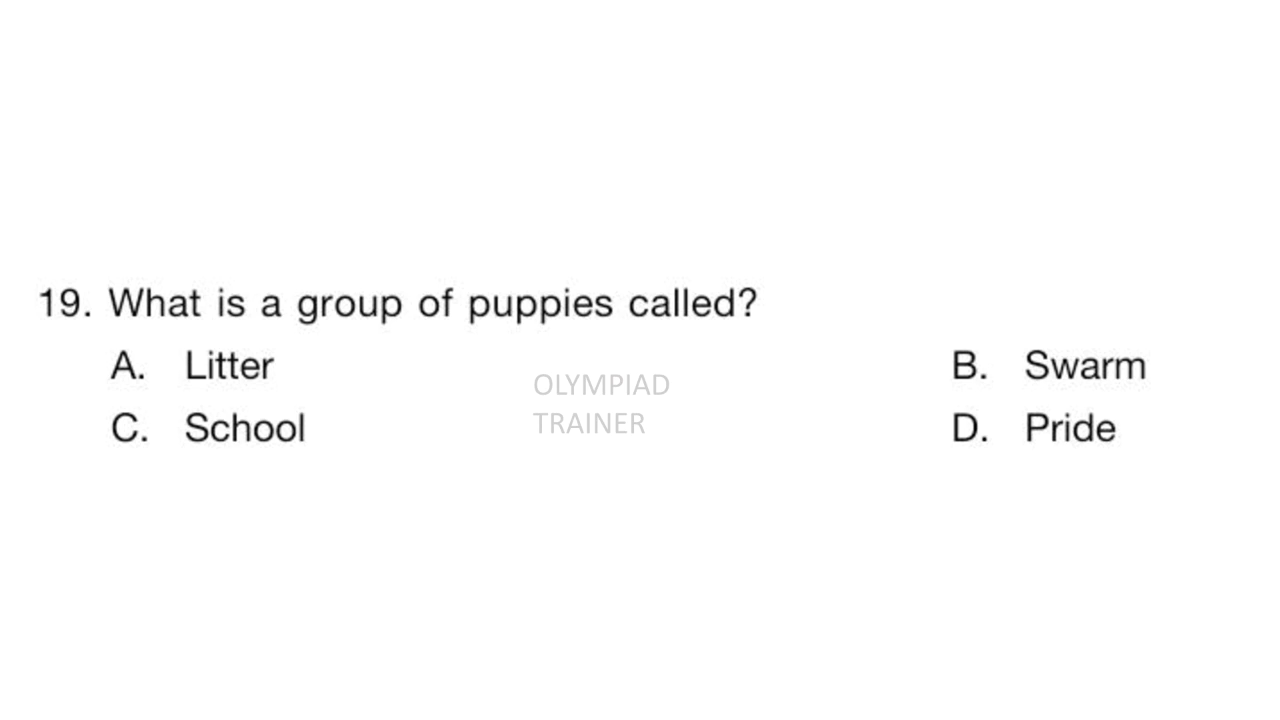 19. What is a group of puppies called?
A. Litter
B. Swarm
OLYMPIAD
TRAINER
C. School
D. Pride